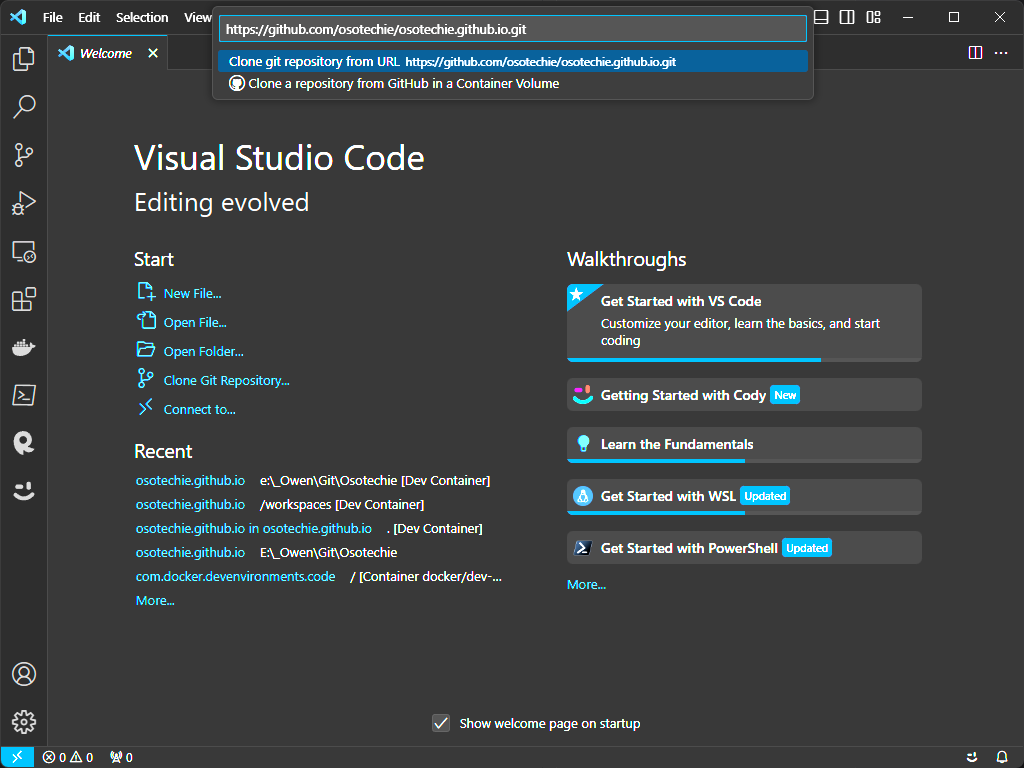 File Edit Selection View
https://github.com/osotechie/osotechie.github.io.git
Welcome
Clone git repository from URL https://github.com/osotechie/osotechie.github.io.git
Clone a repository from GitHub in a Container Volume
Visual Studio Code
Editing evolved
Start
New File...
Open File...
Open Folder...
Clone Git Repository...
Connect to...
Recent
osotechie.github.io e:\_Owen\Git\Osotechie [Dev Container]
osotechie.github.io /workspaces [Dev Container]
osotechie.github.io in osotechie.github.io . [Dev Container]
osotechie.github.io E:\_Owen\Git\Osotechie
com.docker.devenvironments.code / [Container docker/dev-...
More...
Walkthroughs
Get Started with VS Code
Customize your editor, learn the basics, and start
coding
Getting Started with Cody New
Learn the Fundamentals
Get Started with WSL Updated
Get Started with PowerShell Updated
More...
Show welcome page on startup
0 0 0